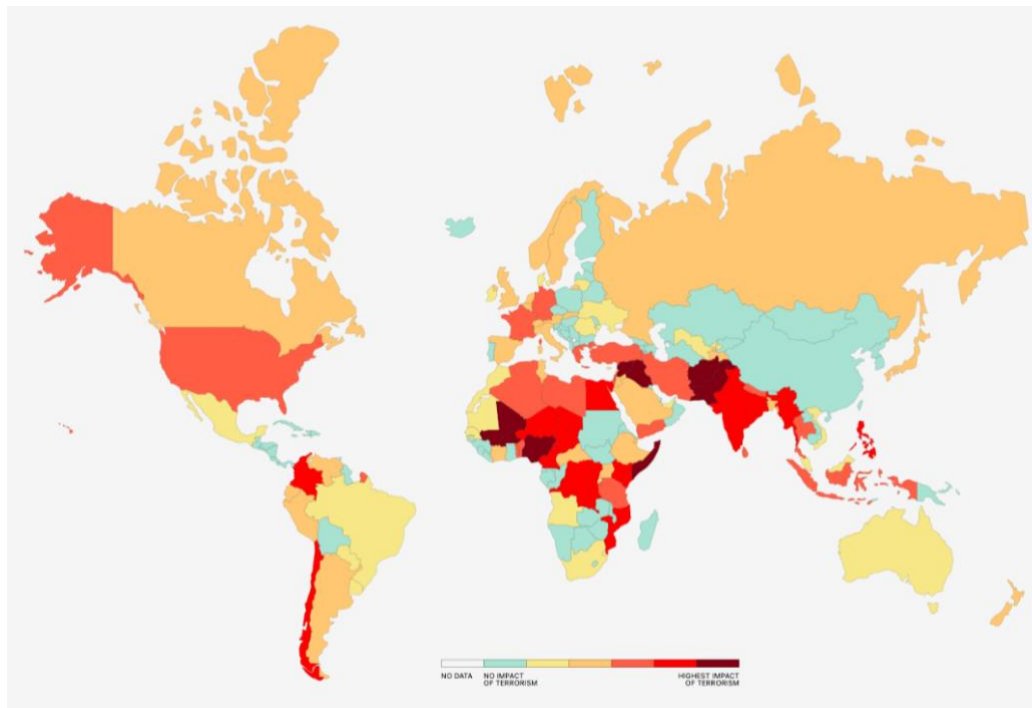 NO DATA
NO IMPACT
OF TERRORISM
HIGHEST IMPACT
OF TERRORISM